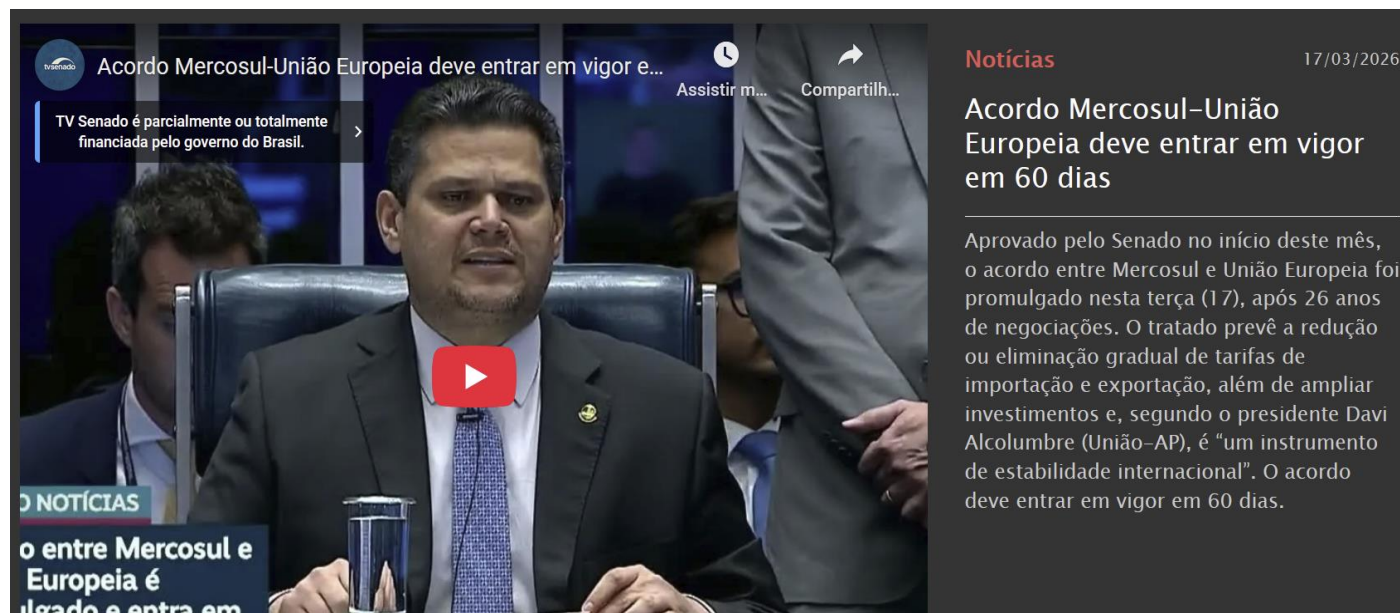 tvsenado
Acordo Mercosul-União Europeia deve entrar em vigor e...
Assistir m...
Compartilh...
TV Senado é parcialmente ou totalmente
financiada pelo governo do Brasil.
O NOTÍCIAS
o entre Mercosul e
Europeia é
ulgado e entra em
Notícias
17/03/2026
Acordo Mercosul-União
Europeia deve entrar em vigor
em 60 dias
Aprovado pelo Senado no início deste mês,
o acordo entre Mercosul e União Europeia foi
promulgado nesta terça (17), após 26 anos
de negociações. O tratado prevê a redução
ou eliminação gradual de tarifas de
importação e exportação, além de ampliar
investimentos e, segundo o presidente Davi
Alcolumbre (União-AP), é “um instrumento
de estabilidade internacional”. O acordo
deve entrar em vigor em 60 dias.